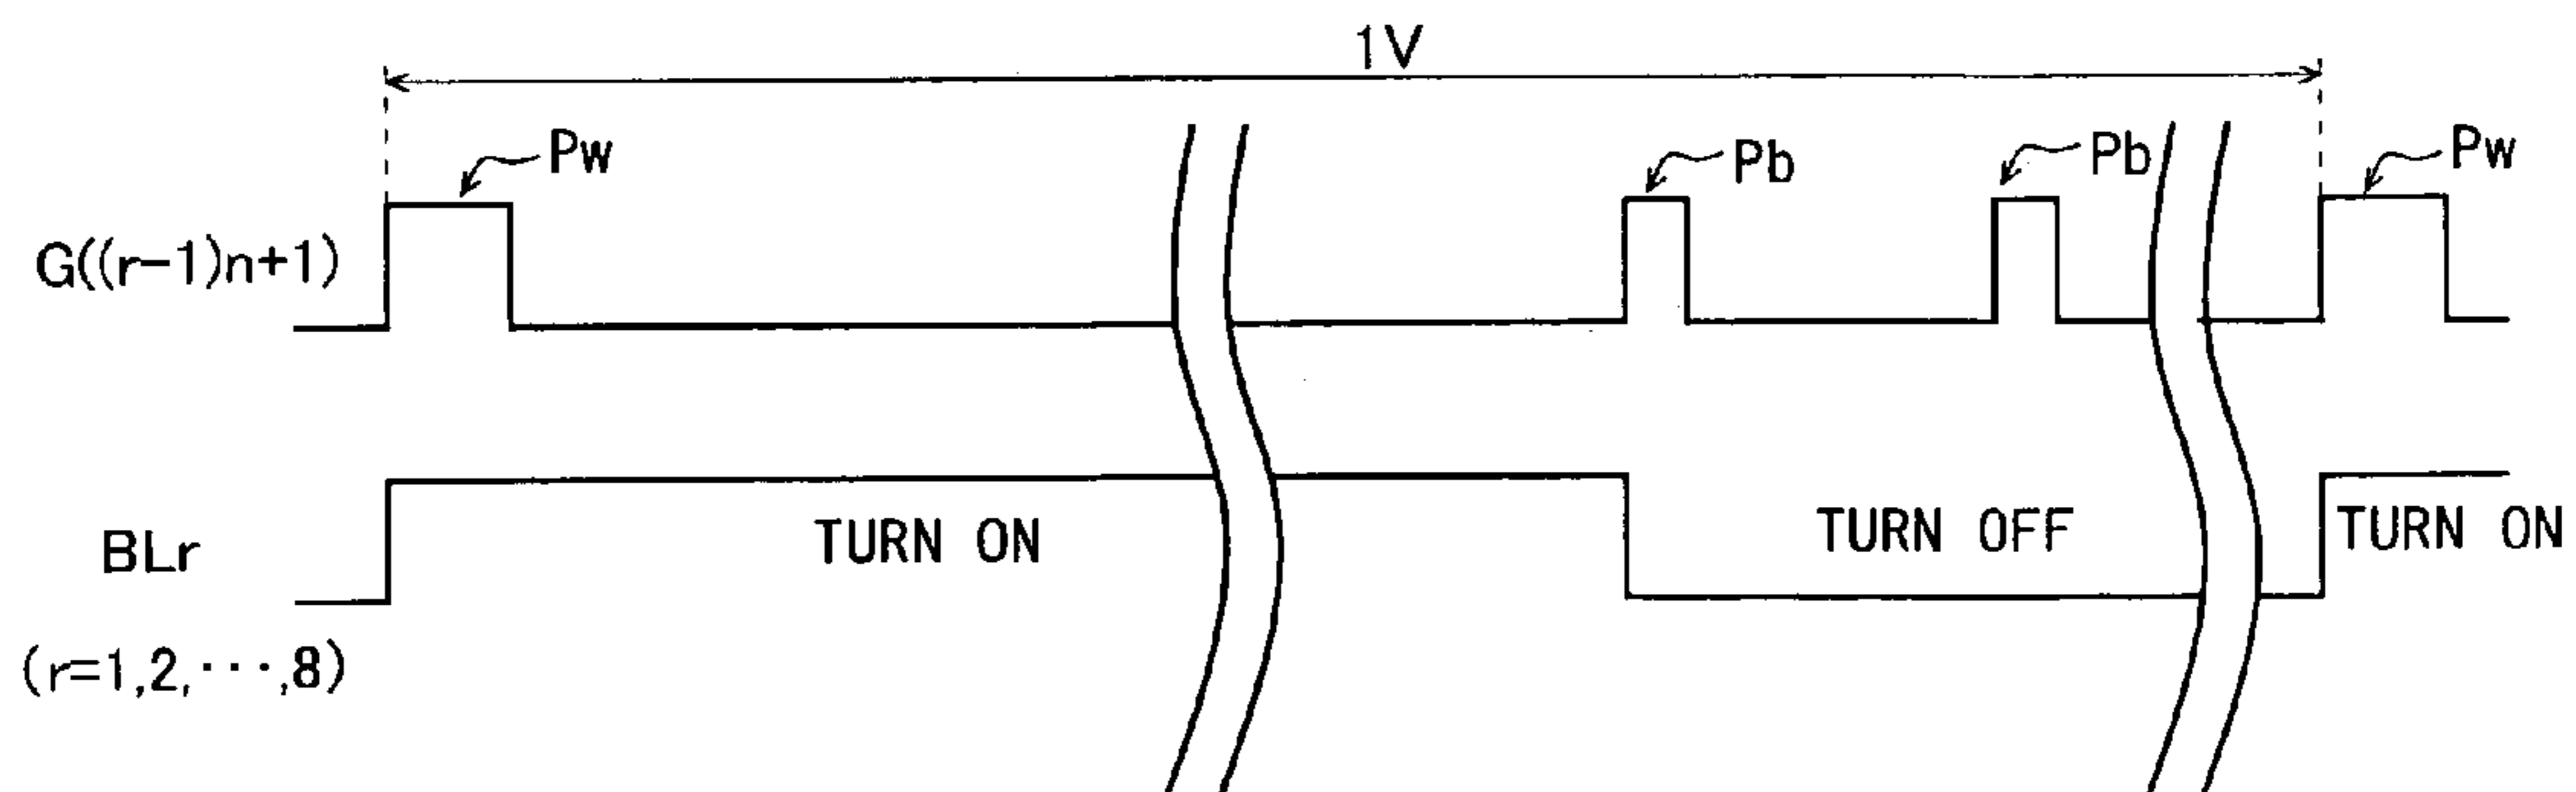 1V
Pw
Pb
Pb
Pw
G((r-1)n+1)
TURN ON
TURN OFF
TURN ON
BLr
(r=1,2,···,8)